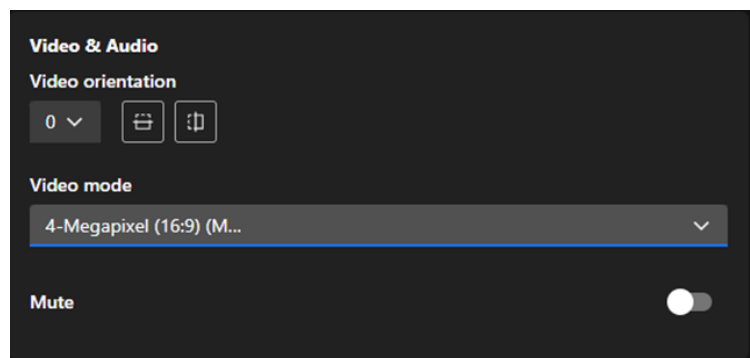 Video & Audio
Video orientation
0
Video mode
4-Megapixel (16:9) (M...
Mute